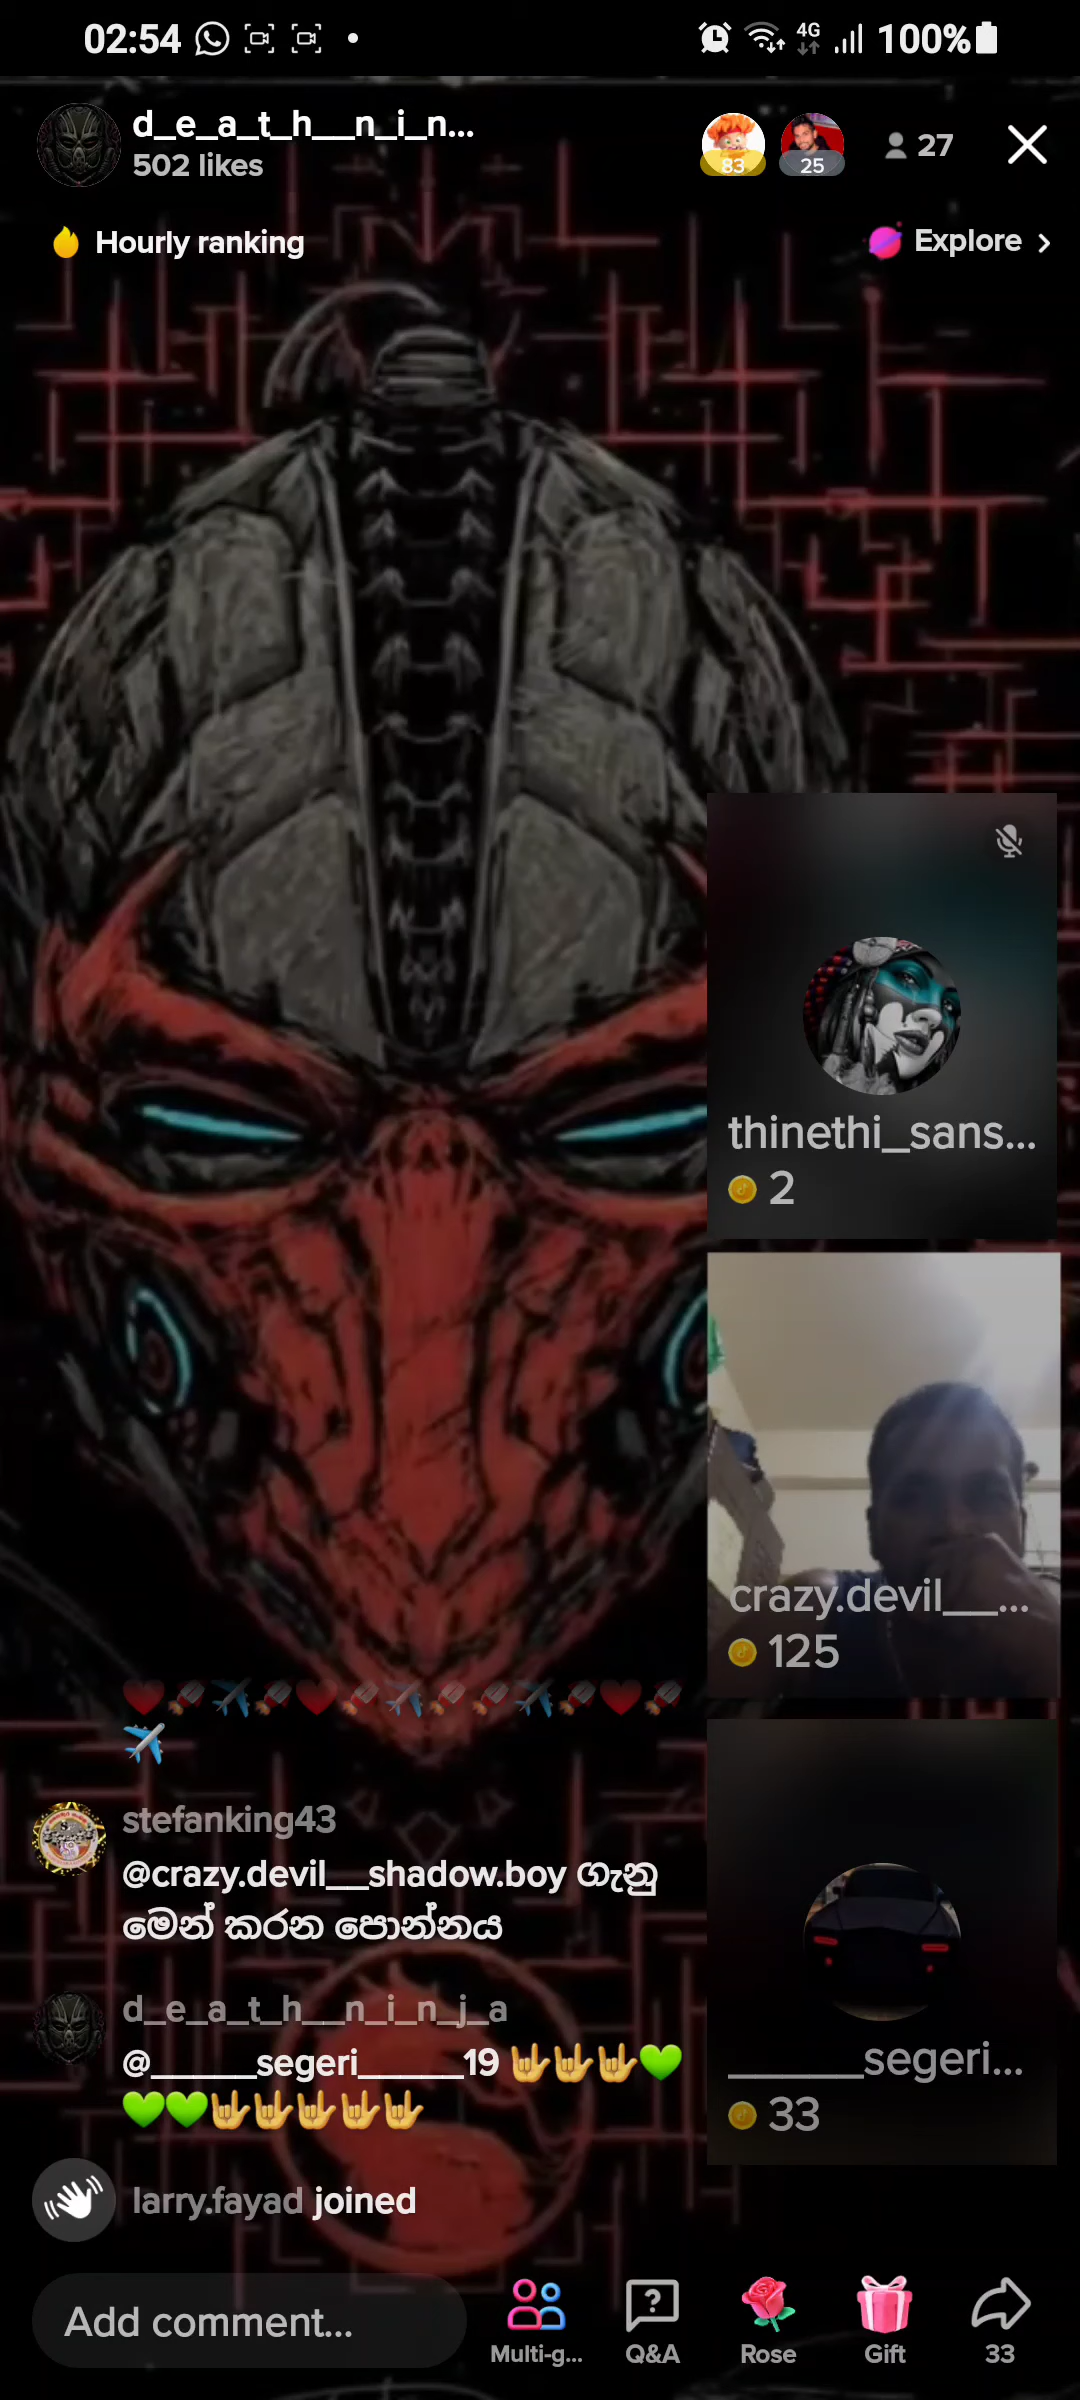 02:54
4G
100%
d_e_a_t_h__n_i_n...
502 likes
83
25
27
Hourly ranking
Explore
thinethi_sans...
2
crazy.devil__...
125
stefanking43
@crazy.devil__shadow.boy ගැනු
මෙන් කරන පොන්නය
d_e_a_t_h__n_i_n_j_a
@_____segeri_____19
______segeri...
33
larry.fayad joined
Add comment...
Multi-g...
Q&A
Rose
Gift
33